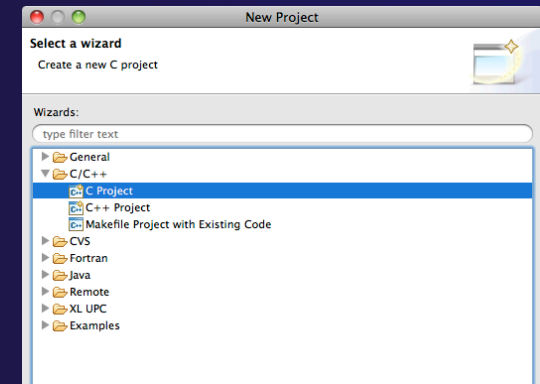 New Project
Select a wizard
Create a new C project
Wizards:
type filter text
General
C/C++
C Project
C++ Project
Makefile Project with Existing Code
CVS
Fortran
Java
Remote
XL UPC
Examples